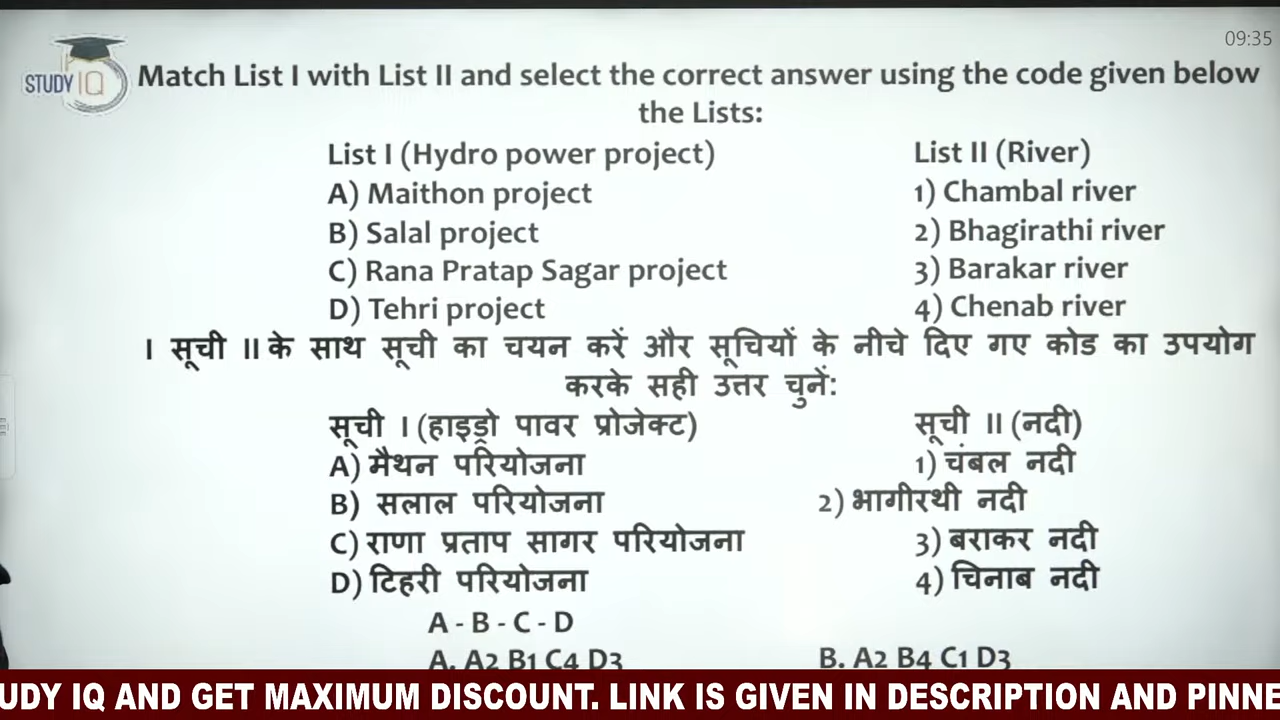 09:35
STUDY IQ
Match List I with List II and select the correct answer using the code given below
the Lists:
List I (Hydro power project) List II (River)
A) Maithon project 1) Chambal river
B) Salal project 2) Bhagirathi river
C) Rana Pratap Sagar project 3) Barakar river
D) Tehri project 4) Chenab river
I सूची II के साथ सूची का चयन करें और सूचियों के नीचे दिए गए कोड का उपयोग
करके सही उत्तर चुनें:
सूची I (हाइड्रो पावर प्रोजेक्ट) सूची II (नदी)
A) मैथन परियोजना 1) चंबल नदी
B) सलाल परियोजना 2) भागीरथी नदी
C) राणा प्रताप सागर परियोजना 3) बराकर नदी
D) टिहरी परियोजना 4) चिनाब नदी
A - B - C - D
A. A2 B1 C4 D3 B. A2 B4 C1 D3
UDY IQ AND GET MAXIMUM DISCOUNT. LINK IS GIVEN IN DESCRIPTION AND PINNE